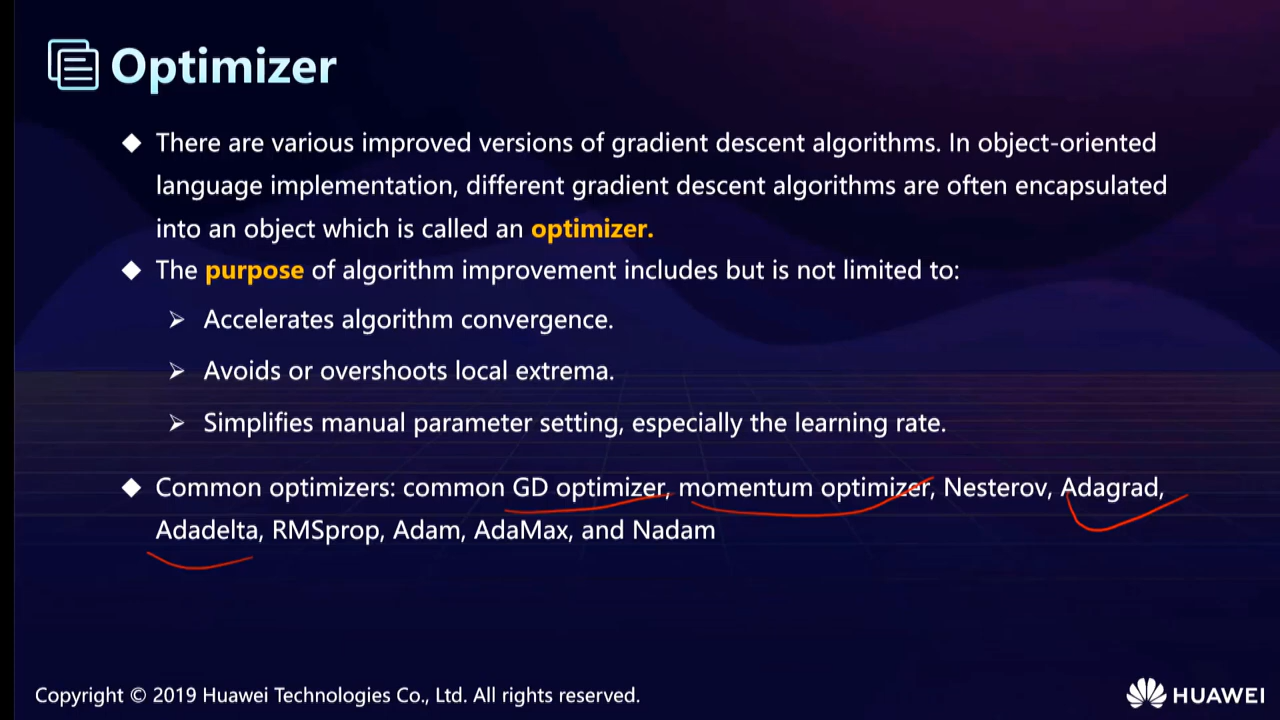 Optimizer
There are various improved versions of gradient descent algorithms. In object-oriented
language implementation, different gradient descent algorithms are often encapsulated
into an object which is called an optimizer.
The purpose of algorithm improvement includes but is not limited to:
Accelerates algorithm convergence.
Avoids or overshoots local extrema.
Simplifies manual parameter setting, especially the learning rate.
Common optimizers: common GD optimizer, momentum optimizer, Nesterov, Adagrad,
Adadelta, RMSprop, Adam, AdaMax, and Nadam
Copyright © 2019 Huawei Technologies Co., Ltd. All rights reserved.
HUAWEI